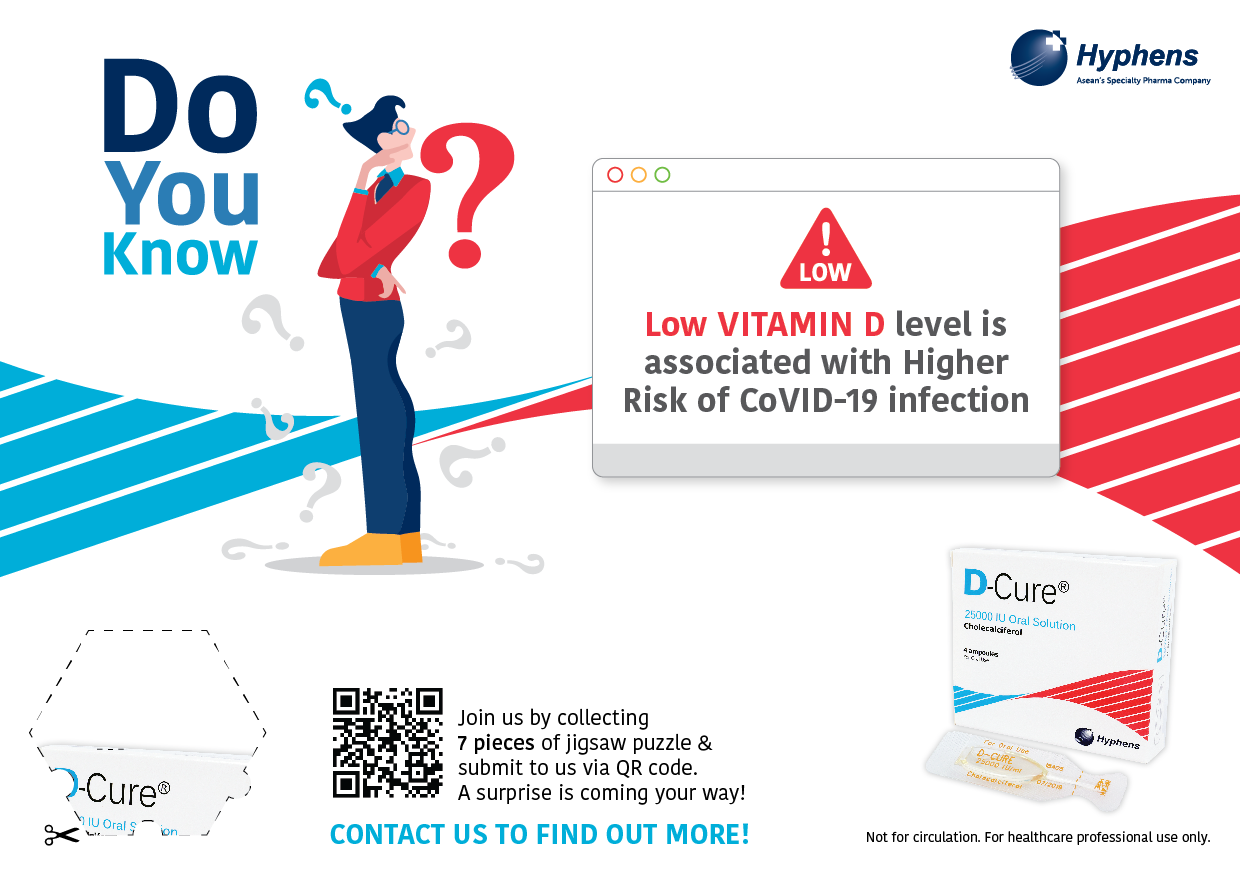 Do
You
Know
Hyphens
Asean's Specialty Pharma Company
LOW
Low VITAMIN D level is
associated with Higher
Risk of CoVID-19 infection
D-Cure®
25000 IU Oral Solution
Cholecalciferol
4 ampoules
Hyphens
For Oral Use
D-CURE
25000 IU/ml
Cholecalciferol
07/2018
-Cure®
IU Oral
Join us by collecting
7 pieces of jigsaw puzzle &
submit to us via QR code.
A surprise is coming your way!
CONTACT US TO FIND OUT MORE!
Not for circulation. For healthcare professional use only.